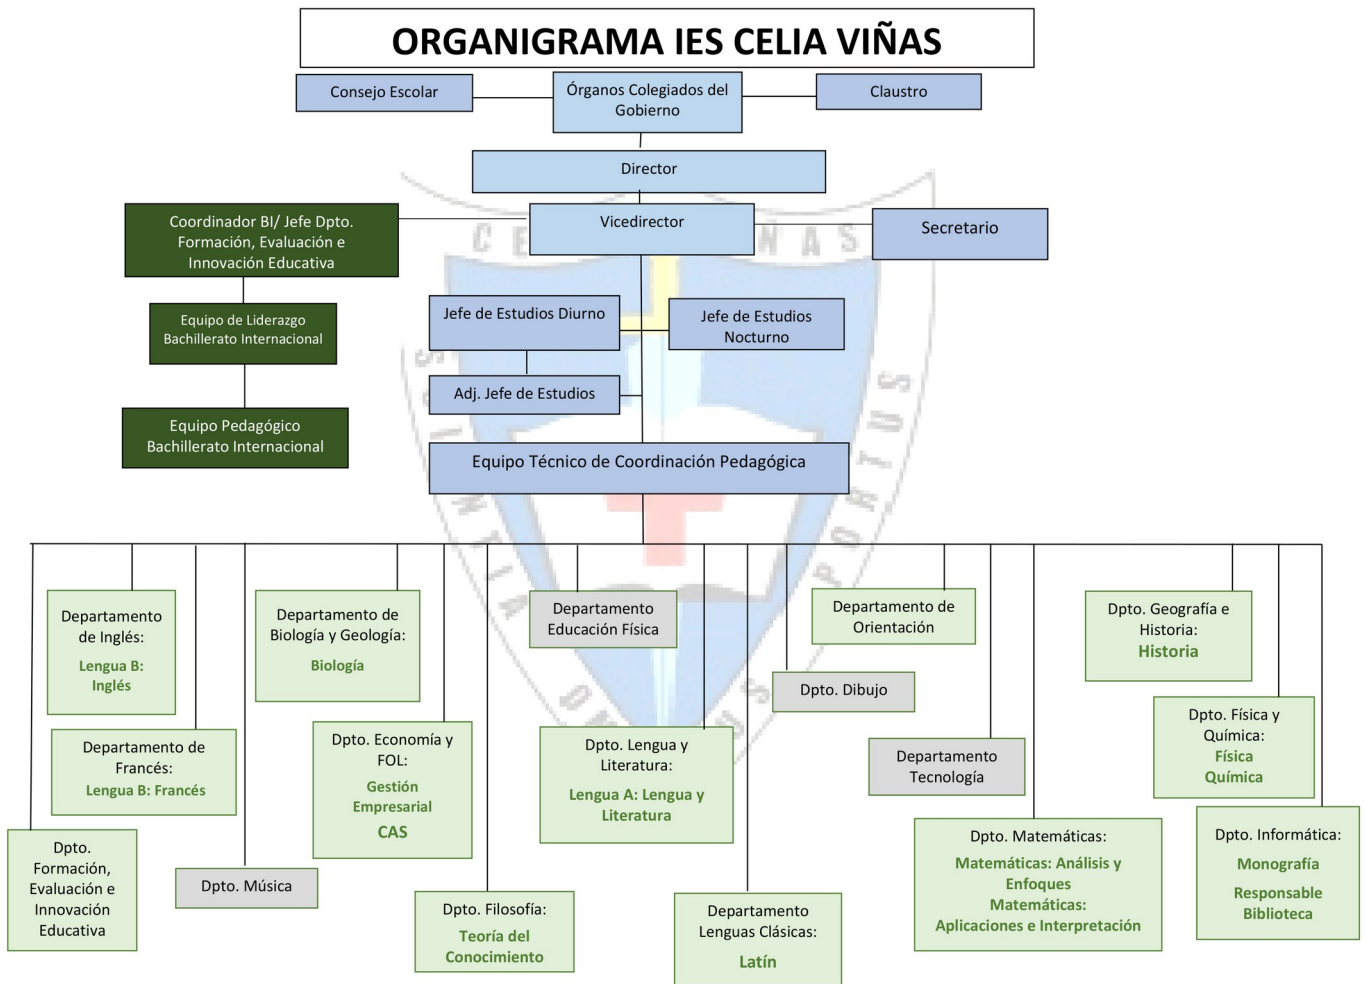 ORGANIGRAMA IES CELIA VIÑAS
Consejo Escolar
Órganos Colegiados del
Gobierno
Claustro
Director
Coordinador BI/ Jefe Dpto.
Formación, Evaluación e
Innovación Educativa
Vicedirector
Secretario
Equipo de Liderazgo
Bachillerato Internacional
Jefe de Estudios Diurno
Jefe de Estudios
Nocturno
Adj. Jefe de Estudios
Equipo Pedagógico
Bachillerato Internacional
Equipo Técnico de Coordinación Pedagógica
Departamento
de Inglés:
Lengua B:
Inglés
Departamento de
Biología y Geología:
Biología
Departamento
Educación Física
Departamento de
Orientación
Dpto. Geografía e
Historia:
Historia
Dpto. Dibujo
Departamento de
Francés:
Lengua B: Francés
Dpto. Economía y
FOL:
Gestión
Empresarial
CAS
Dpto. Lengua y
Literatura:
Lengua A: Lengua y
Literatura
Departamento
Tecnología
Dpto. Física y
Química:
Física
Química
Dpto.
Formación,
Evaluación e
Innovación
Educativa
Dpto. Música
Dpto. Filosofía:
Teoría del
Conocimiento
Departamento
Lenguas Clásicas:
Latín
Dpto. Matemáticas:
Matemáticas: Análisis y
Enfoques
Matemáticas:
Aplicaciones e Interpretación
Dpto. Informática:
Monografía
Responsable
Biblioteca